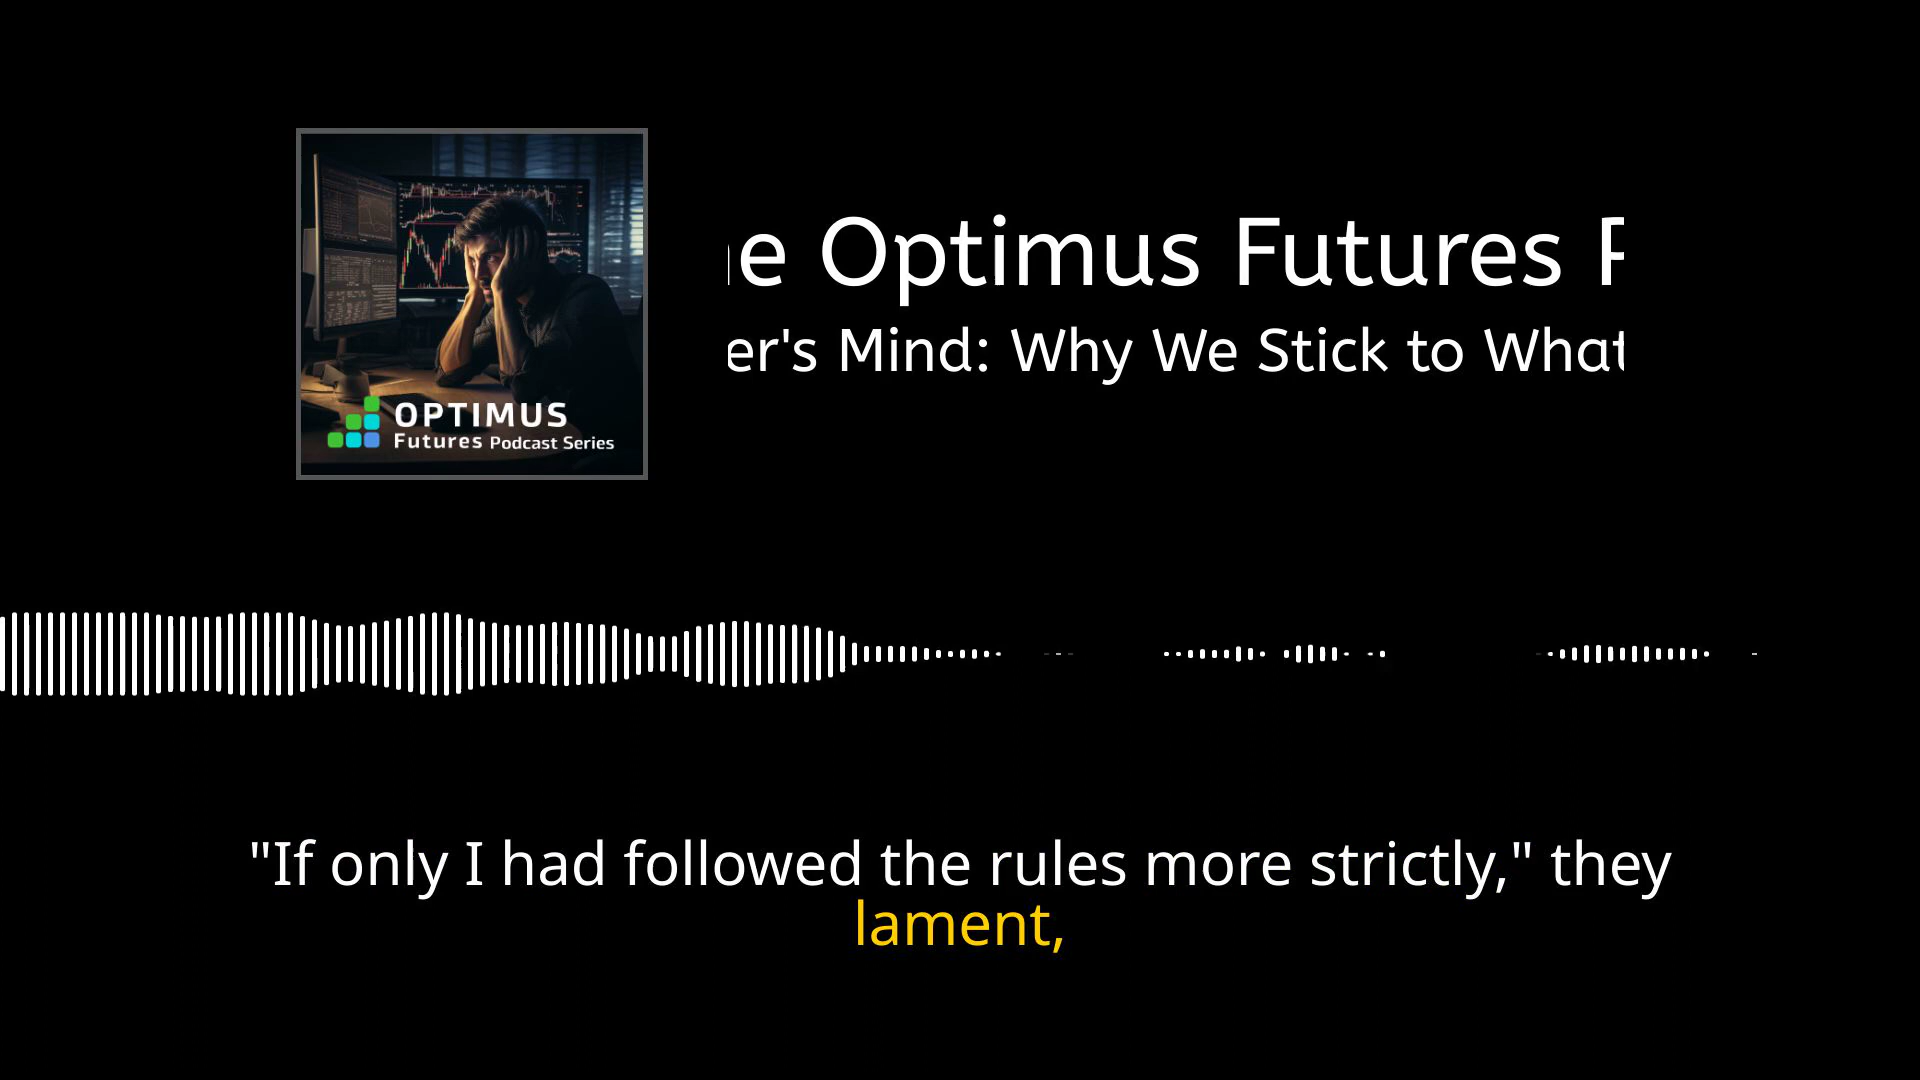 e Optimus Futures
er's Mind: Why We Stick to What
OPTIMUS
Futures Podcast Series
"If only I had followed the rules more strictly," they
lament,